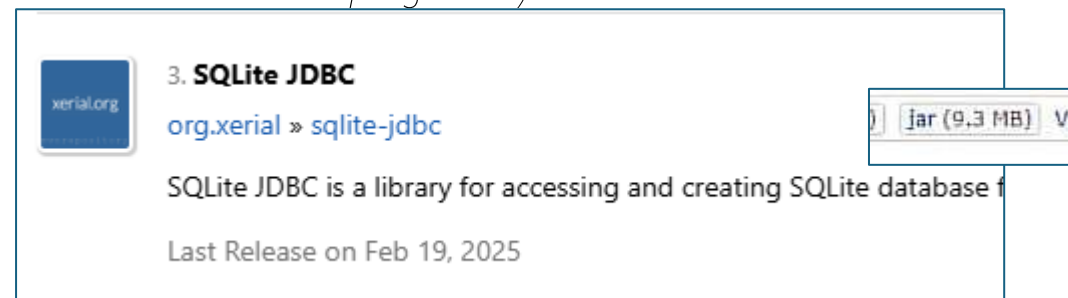 3. SQLite JDBC
xerial.org
org.xerial » sqlite-jdbc
) jar (9,3 MB) V
SQLite JDBC is a library for accessing and creating SQLite database f
Last Release on Feb 19, 2025